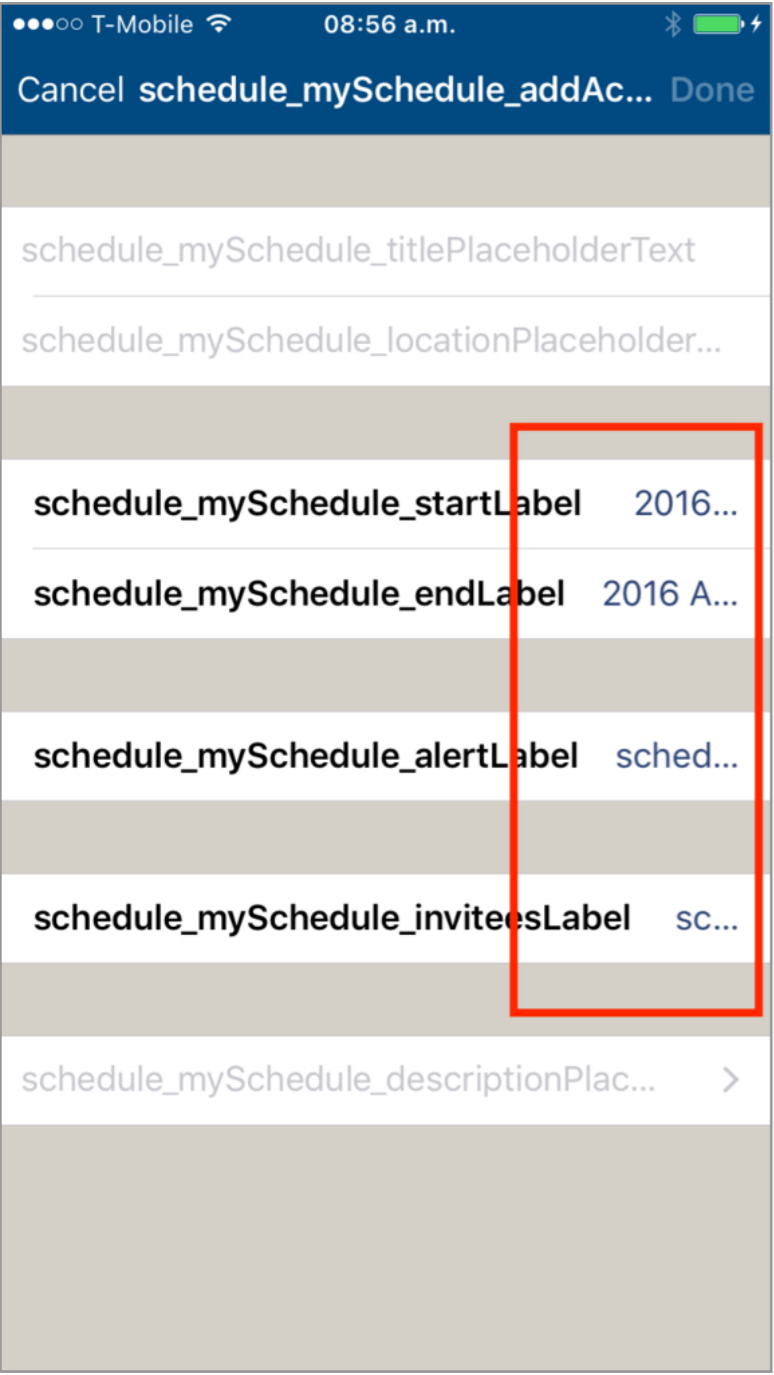 T-Mobile 08:56 a.m.
Cancel schedule_mySchedule_addAc... Done
schedule_mySchedule_titlePlaceholderText
schedule_mySchedule_locationPlaceholder...
schedule_mySchedule_startLabel 2016...
schedule_mySchedule_endLabel 2016 A...
schedule_mySchedule_alertLabel sched...
schedule_mySchedule_inviteesLabel sc...
schedule_mySchedule_descriptionPlac...